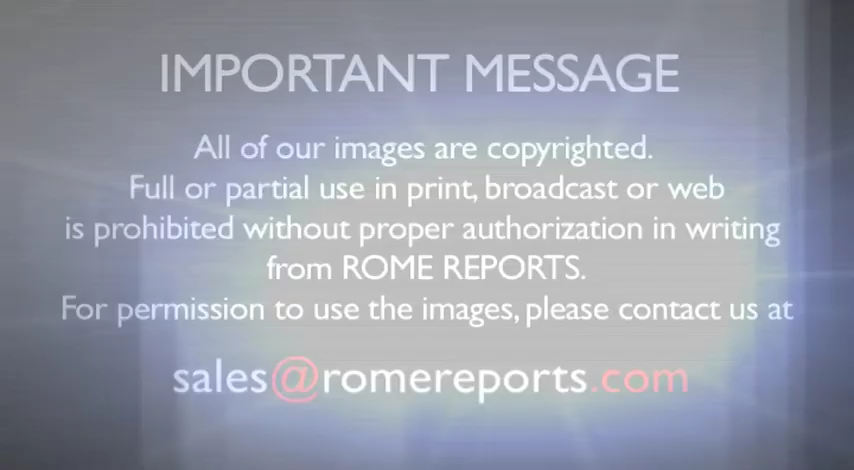 IMPORTANT MESSAGE
All of our images are copyrighted.
Full or partial use in print, broadcast or web
is prohibited without proper authorization in writing
from ROME REPORTS.
For permission to use the images, please contact us at
sales@romereports.com